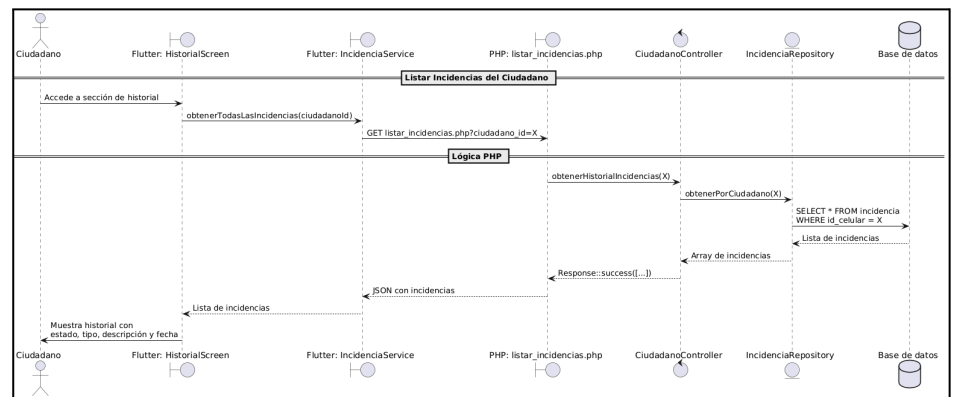 Ciudadano
Flutter: HistorialScreen
Flutter: IncidenciaService
PHP: listar_incidencias.php
CiudadanoController
IncidenciaRepository
Base de datos
Listar Incidencias del Ciudadano
Accede a sección de historial
obtenerTodasLasIncidencias(ciudadanoId)
GET listar_incidencias.php?ciudadano_id=X
Lógica PHP
obtenerHistorialIncidencias(X)
obtenerPorCiudadano(X)
SELECT * FROM incidencia
WHERE id_celular = X
Lista de incidencias
Array de incidencias
Response::success([...])
JSON con incidencias
Lista de incidencias
Muestra historial con
estado, tipo, descripción y fecha
Ciudadano
Flutter: HistorialScreen
Flutter: IncidenciaService
PHP: listar_incidencias.php
CiudadanoController
IncidenciaRepository
Base de datos